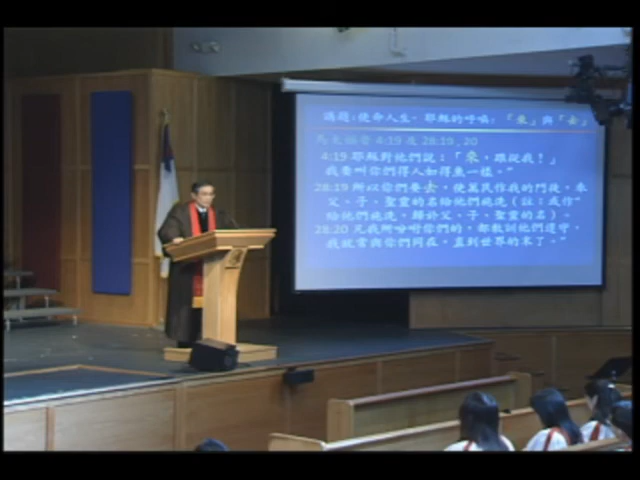 講題:使命人生-耶穌的呼喚:「來」與「去」
馬太福音 4:19 及 28:19,20
4:19 耶穌對他們說:「來,跟從我!
我要叫你們得人如得魚一樣。”
28:19 所以你們要去,使萬民作我的門徒,奉
父、子、聖靈的名給他們施洗(註:或作“
給他們施洗,歸於父、子、聖靈的名)。
28:20 凡我所吩咐你們的,都教訓他們遵守,
我就常與你們同在,直到世界的末了。”